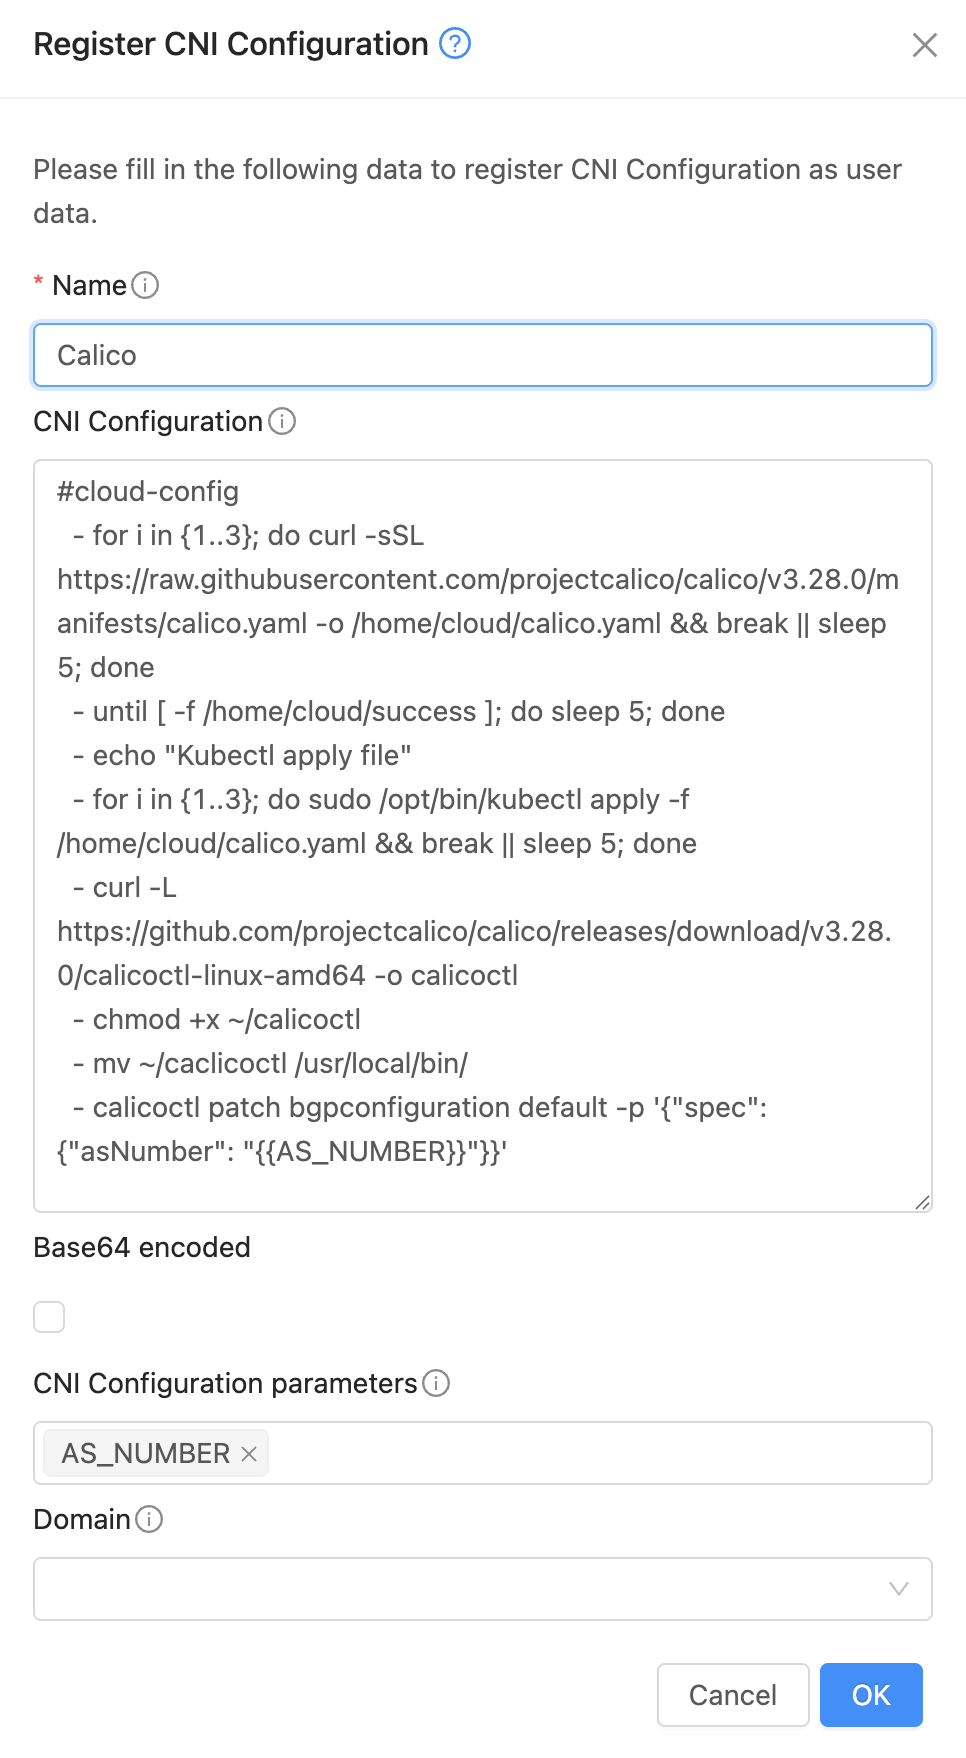 Register CNI Configuration
Please fill in the following data to register CNI Configuration as user
data.
* Name
Calico
CNI Configuration
#cloud-config
- for i in {1..3}; do curl -sSL
https://raw.githubusercontent.com/projectcalico/calico/v3.28.0/m
anifests/calico.yaml -o /home/cloud/calico.yaml && break || sleep
5; done
- until [ -f /home/cloud/success ]; do sleep 5; done
- echo "Kubectl apply file"
- for i in {1..3}; do sudo /opt/bin/kubectl apply -f
/home/cloud/calico.yaml && break || sleep 5; done
- curl -L
https://github.com/projectcalico/calico/releases/download/v3.28.
0/calicoctl-linux-amd64 -o calicoctl
- chmod +x ~/calicoctl
- mv ~/caclicoctl /usr/local/bin/
- calicoctl patch bgpconfiguration default -p '{"spec":
{"asNumber": "{{AS_NUMBER}}"}}'
Base64 encoded
CNI Configuration parameters
AS_NUMBER
Domain
Cancel OK